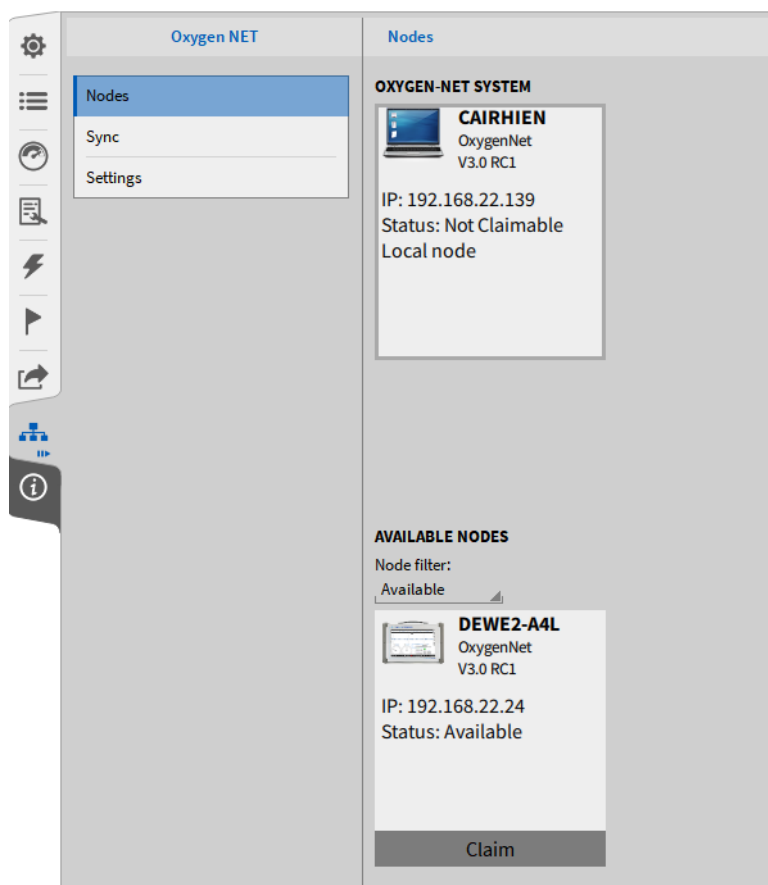 Oxygen NET
Nodes
Nodes
Sync
Settings
OXYGEN-NET SYSTEM
CAIRHIEN
OxygenNet
V3.0 RC1
IP: 192.168.22.139
Status: Not Claimable
Local node
AVAILABLE NODES
Node filter:
Available
DEWE2-A4L
OxygenNet
V3.0 RC1
IP: 192.168.22.24
Status: Available
Claim